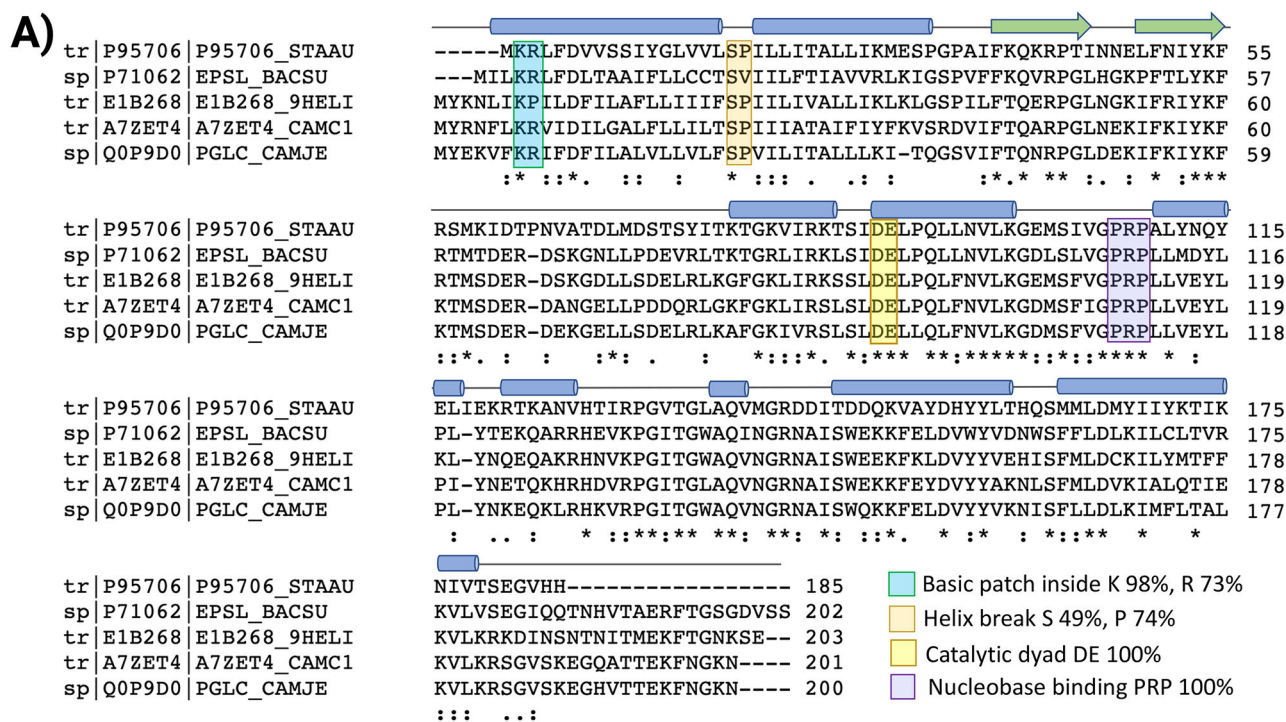 A)
tr|P95706|P95706_STAAU -----MKRLFDVVSSIYGLVVLSPILLITALLIKMESPGPAIFKQKRPTINNELFNIYKF 55
sp|P71062|EPSL_BACSU ---MILKRLFDLTAAIFLLCCTSVIILFTIAVVRLKIGSPVFFKQVRPGLHGKPFTLYKF 57
tr|E1B268|E1B268_9HELI MYKNLIKPILDFILAFLLIIIFSPIILIVALLIKLKLGSPILFTQERPGLNGKIFRIYKF 60
tr|A7ZET4|A7ZET4_CAMC1 MYRNFLKRVIDILGALFLLILTSPIIIATAIFIYFKVSRDVIFTQARPGLNEKIFKIYKF 60
sp|Q0P9D0|PGLC_CAMJE MYEKVFKRIFDFILALVLLVLFSPVILITALLLKI-TQGSVIFTQNRPGLDEKIFKIYKF 59
:* ::*. :: : * ::: . .: : :*.* ** :. : * :***
tr|P95706|P95706_STAAU RSMKIDTPNVATDLMDSTSYITKTGKVIRKTSIDELPQLLNVLKGEMSIVGPRPALYNQY 115
sp|P71062|EPSL_BACSU RTMTDER-DSKGNLLPDEVRLTKTGRLIRKLSIDELPQLLNVLKGDLSLVGPRPLLMDYL 116
tr|E1B268|E1B268_9HELI RTMSDER-DSNGDLLSDELRLKGFGKLIRKSSLDELPQLFNVLKGEMSFVGPRPLLVEYL 119
tr|A7ZET4|A7ZET4_CAMC1 KTMSDER-DANGELLPDDQRLGKFGKLIRSLSLDELPQLFNVLKGDMSFIGPRPLLVEYL 119
sp|Q0P9D0|PGLC_CAMJE KTMSDER-DEKGELLSDELRLKAFGKIVRSLSLDELLQLFNVLKGDMSFVGPRPLLVEYL 118
::*. : : ::* . : *:::*. *:*** **:******::*:**** * :
tr|P95706|P95706_STAAU ELIEKRTKANVHTIRPGVTGLAQVMGRDDITDDQKVAYDHYYLTHQSMMLDMYIIYKTIK 175
sp|P71062|EPSL_BACSU PL-YTEKQARRHEVKPGITGWAQINGRNAISWEKKFELDVWYVDNWSFFLDLKILCLTVR 175
tr|E1B268|E1B268_9HELI KL-YNQEQAKRHNVKPGITGWAQVNGRNAISWEEKFKLDVYYVEHISFMLDCKILYMTFF 178
tr|A7ZET4|A7ZET4_CAMC1 PI-YNETQKHRHDVRPGITGWAQVNGRNAISWEKKFEYDVYYAKNLSFMLDVKIALQTIE 178
sp|Q0P9D0|PGLC_CAMJE PL-YNKEQKLRHKVRPGITGWAQVNGRNAISWQKKFELDVYYVKNISFLLDLKIMFLTAL 177
: .. : * ::**:** **: **: *: ::*. * :* : *::** * *
tr|P95706|P95706_STAAU NIVTSEGVHH----------------- 185
sp|P71062|EPSL_BACSU KVLVSEGIQQTNHVTAERFTGSGDVSS 202
tr|E1B268|E1B268_9HELI KVLKRKDINSNTNITMEKFTGNKSE-- 203
tr|A7ZET4|A7ZET4_CAMC1 KVLKRSGVSKEGQATTEKFNGKN---- 201
sp|Q0P9D0|PGLC_CAMJE KVLKRSGVSKEGHVTTEKFNGKN---- 200
::: ..:
Basic patch inside K 98%, R 73%
Helix break S 49%, P 74%
Catalytic dyad DE 100%
Nucleobase binding PRP 100%